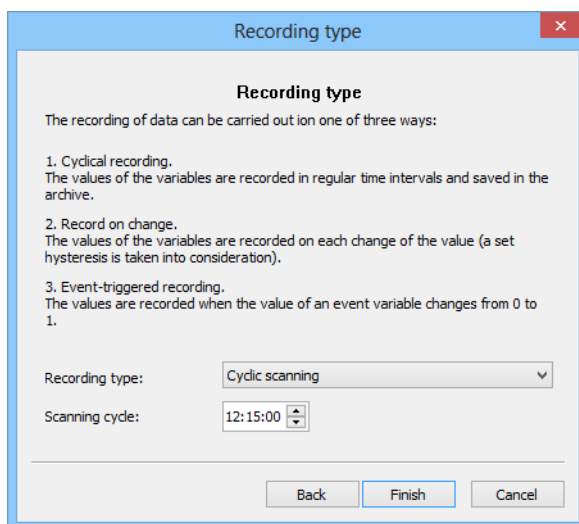 Recording type
Recording type
The recording of data can be carried out ion one of three ways:
1. Cyclical recording.
The values of the variables are recorded in regular time intervals and saved in the
archive.
2. Record on change.
The values of the variables are recorded on each change of the value (a set
hysteresis is taken into consideration).
3. Event-triggered recording.
The values are recorded when the value of an event variable changes from 0 to
1.
Recording type: Cyclic scanning
Scanning cycle: 12:15:00
Back Finish Cancel